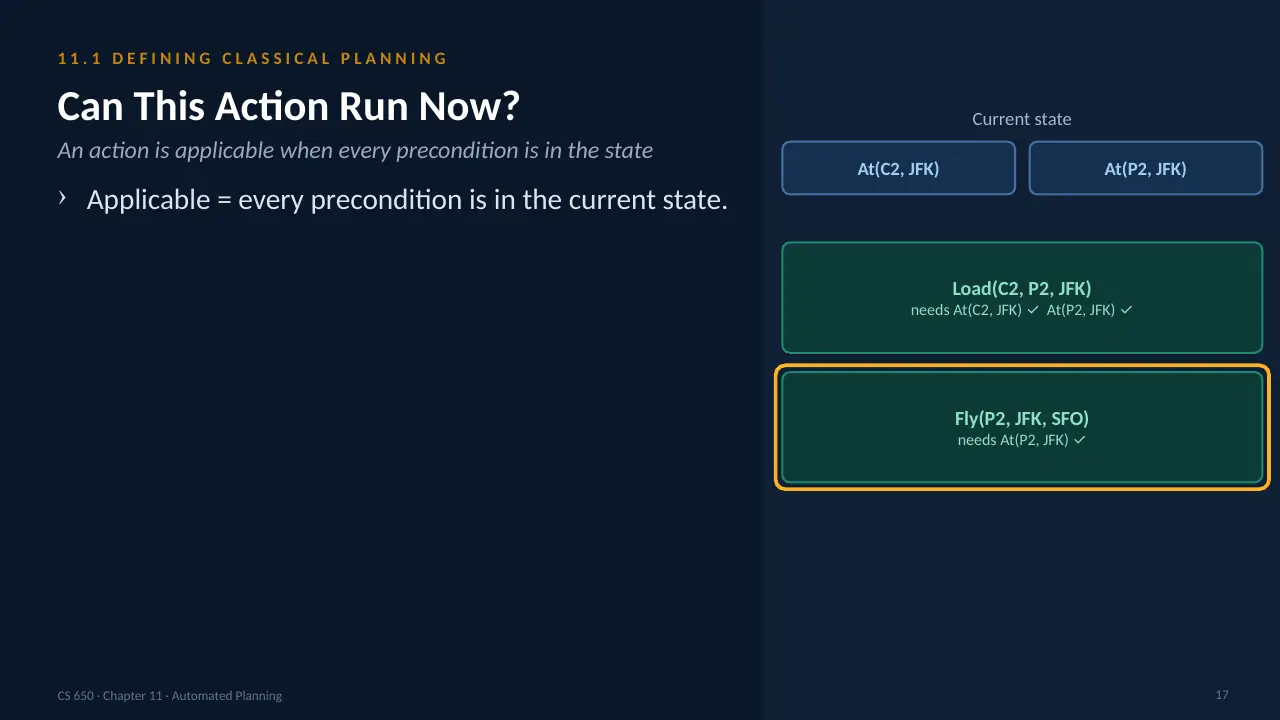 11.1 DEFINING CLASSICAL PLANNING
Can This Action Run Now?
An action is applicable when every precondition is in the state
› Applicable = every precondition is in the current state.
Current state
At(C2, JFK)
At(P2, JFK)
Load(C2, P2, JFK)
needs At(C2, JFK) ✓ At(P2, JFK) ✓
Fly(P2, JFK, SFO)
needs At(P2, JFK) ✓
CS 650 · Chapter 11 · Automated Planning
17